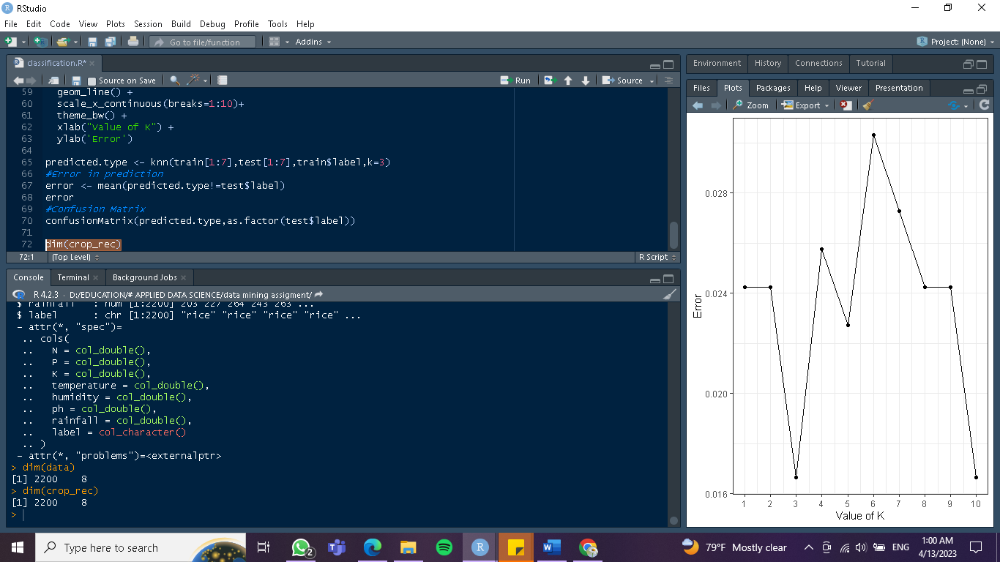 RStudio
File Edit Code View Plots Session Build Debug Profile Tools Help
Go to file/function Addins Project: (None)
classification.R*
Source on Save Run Source
59 geom_line() +
60 scale_x_continuous(breaks=1:10)+
61 theme_bw() +
62 xlab("Value of K") +
63 ylab('Error')
64
65 predicted.type <- knn(train[1:7],test[1:7],train$label,k=3)
66 #Error in prediction
67 error <- mean(predicted.type!=test$label)
68 error
69 #Confusion Matrix
70 confusionMatrix(predicted.type,as.factor(test$label))
71
72 dim(crop_rec)
72:1 (Top Level) R Script
Console Terminal Background Jobs
R 4.2.3 · D:/EDUCATION/# APPLIED DATA SCIENCE/data mining assigment/
$ rainfall : num [1:2200] 203 227 264 243 263 ...
$ label : chr [1:2200] "rice" "rice" "rice" "rice" ...
- attr(*, "spec")=
.. cols(
.. N = col_double(),
.. P = col_double(),
.. K = col_double(),
.. temperature = col_double(),
.. humidity = col_double(),
.. ph = col_double(),
.. rainfall = col_double(),
.. label = col_character()
.. )
- attr(*, "problems")=<externalptr>
> dim(data)
[1] 2200 8
> dim(crop_rec)
[1] 2200 8
>
Environment History Connections Tutorial
Files Plots Packages Help Viewer Presentation
Zoom Export
0.028
0.024
0.020
0.016
Error
1 2 3 4 5 6 7 8 9 10
Value of K
Type here to search
2
79°F Mostly clear
ENG
1:00 AM
4/13/2023